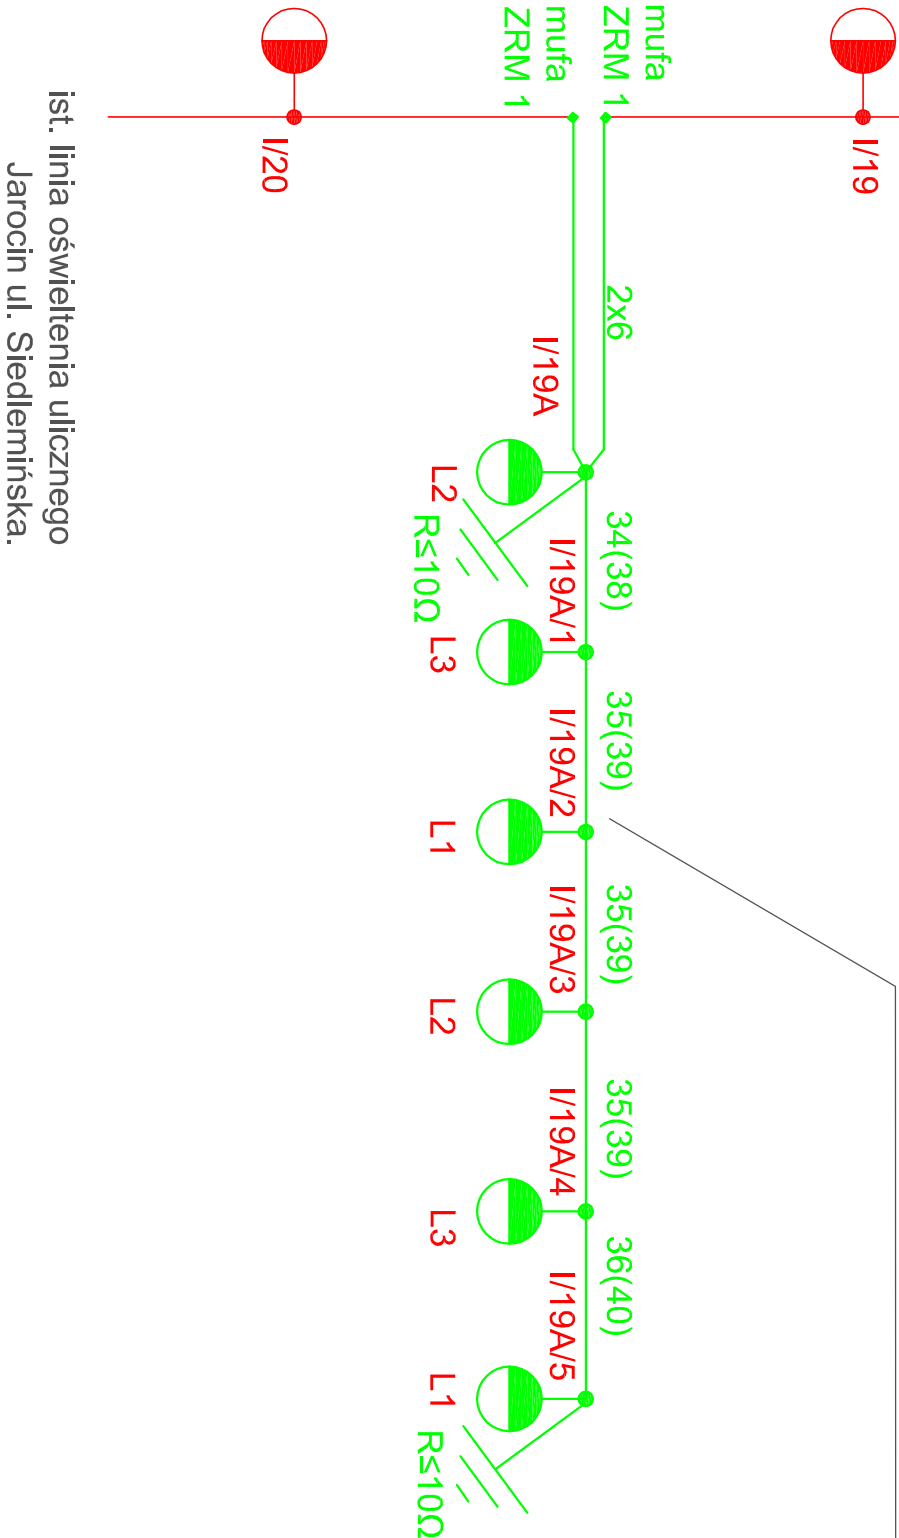 mufa
ZRM 1
mufa
ZRM 1
I/19
I/20
ist. linia oświeltenia ulicznego
Jarocin ul. Siedlemińska.
2x6
I/19A
L2
R≤10Ω
34(38)
I/19A/1
L3
35(39)
I/19A/2
L1
35(39)
I/19A/3
L2
35(39)
I/19A/4
L3
36(40)
I/19A/5
L1
R≤10Ω